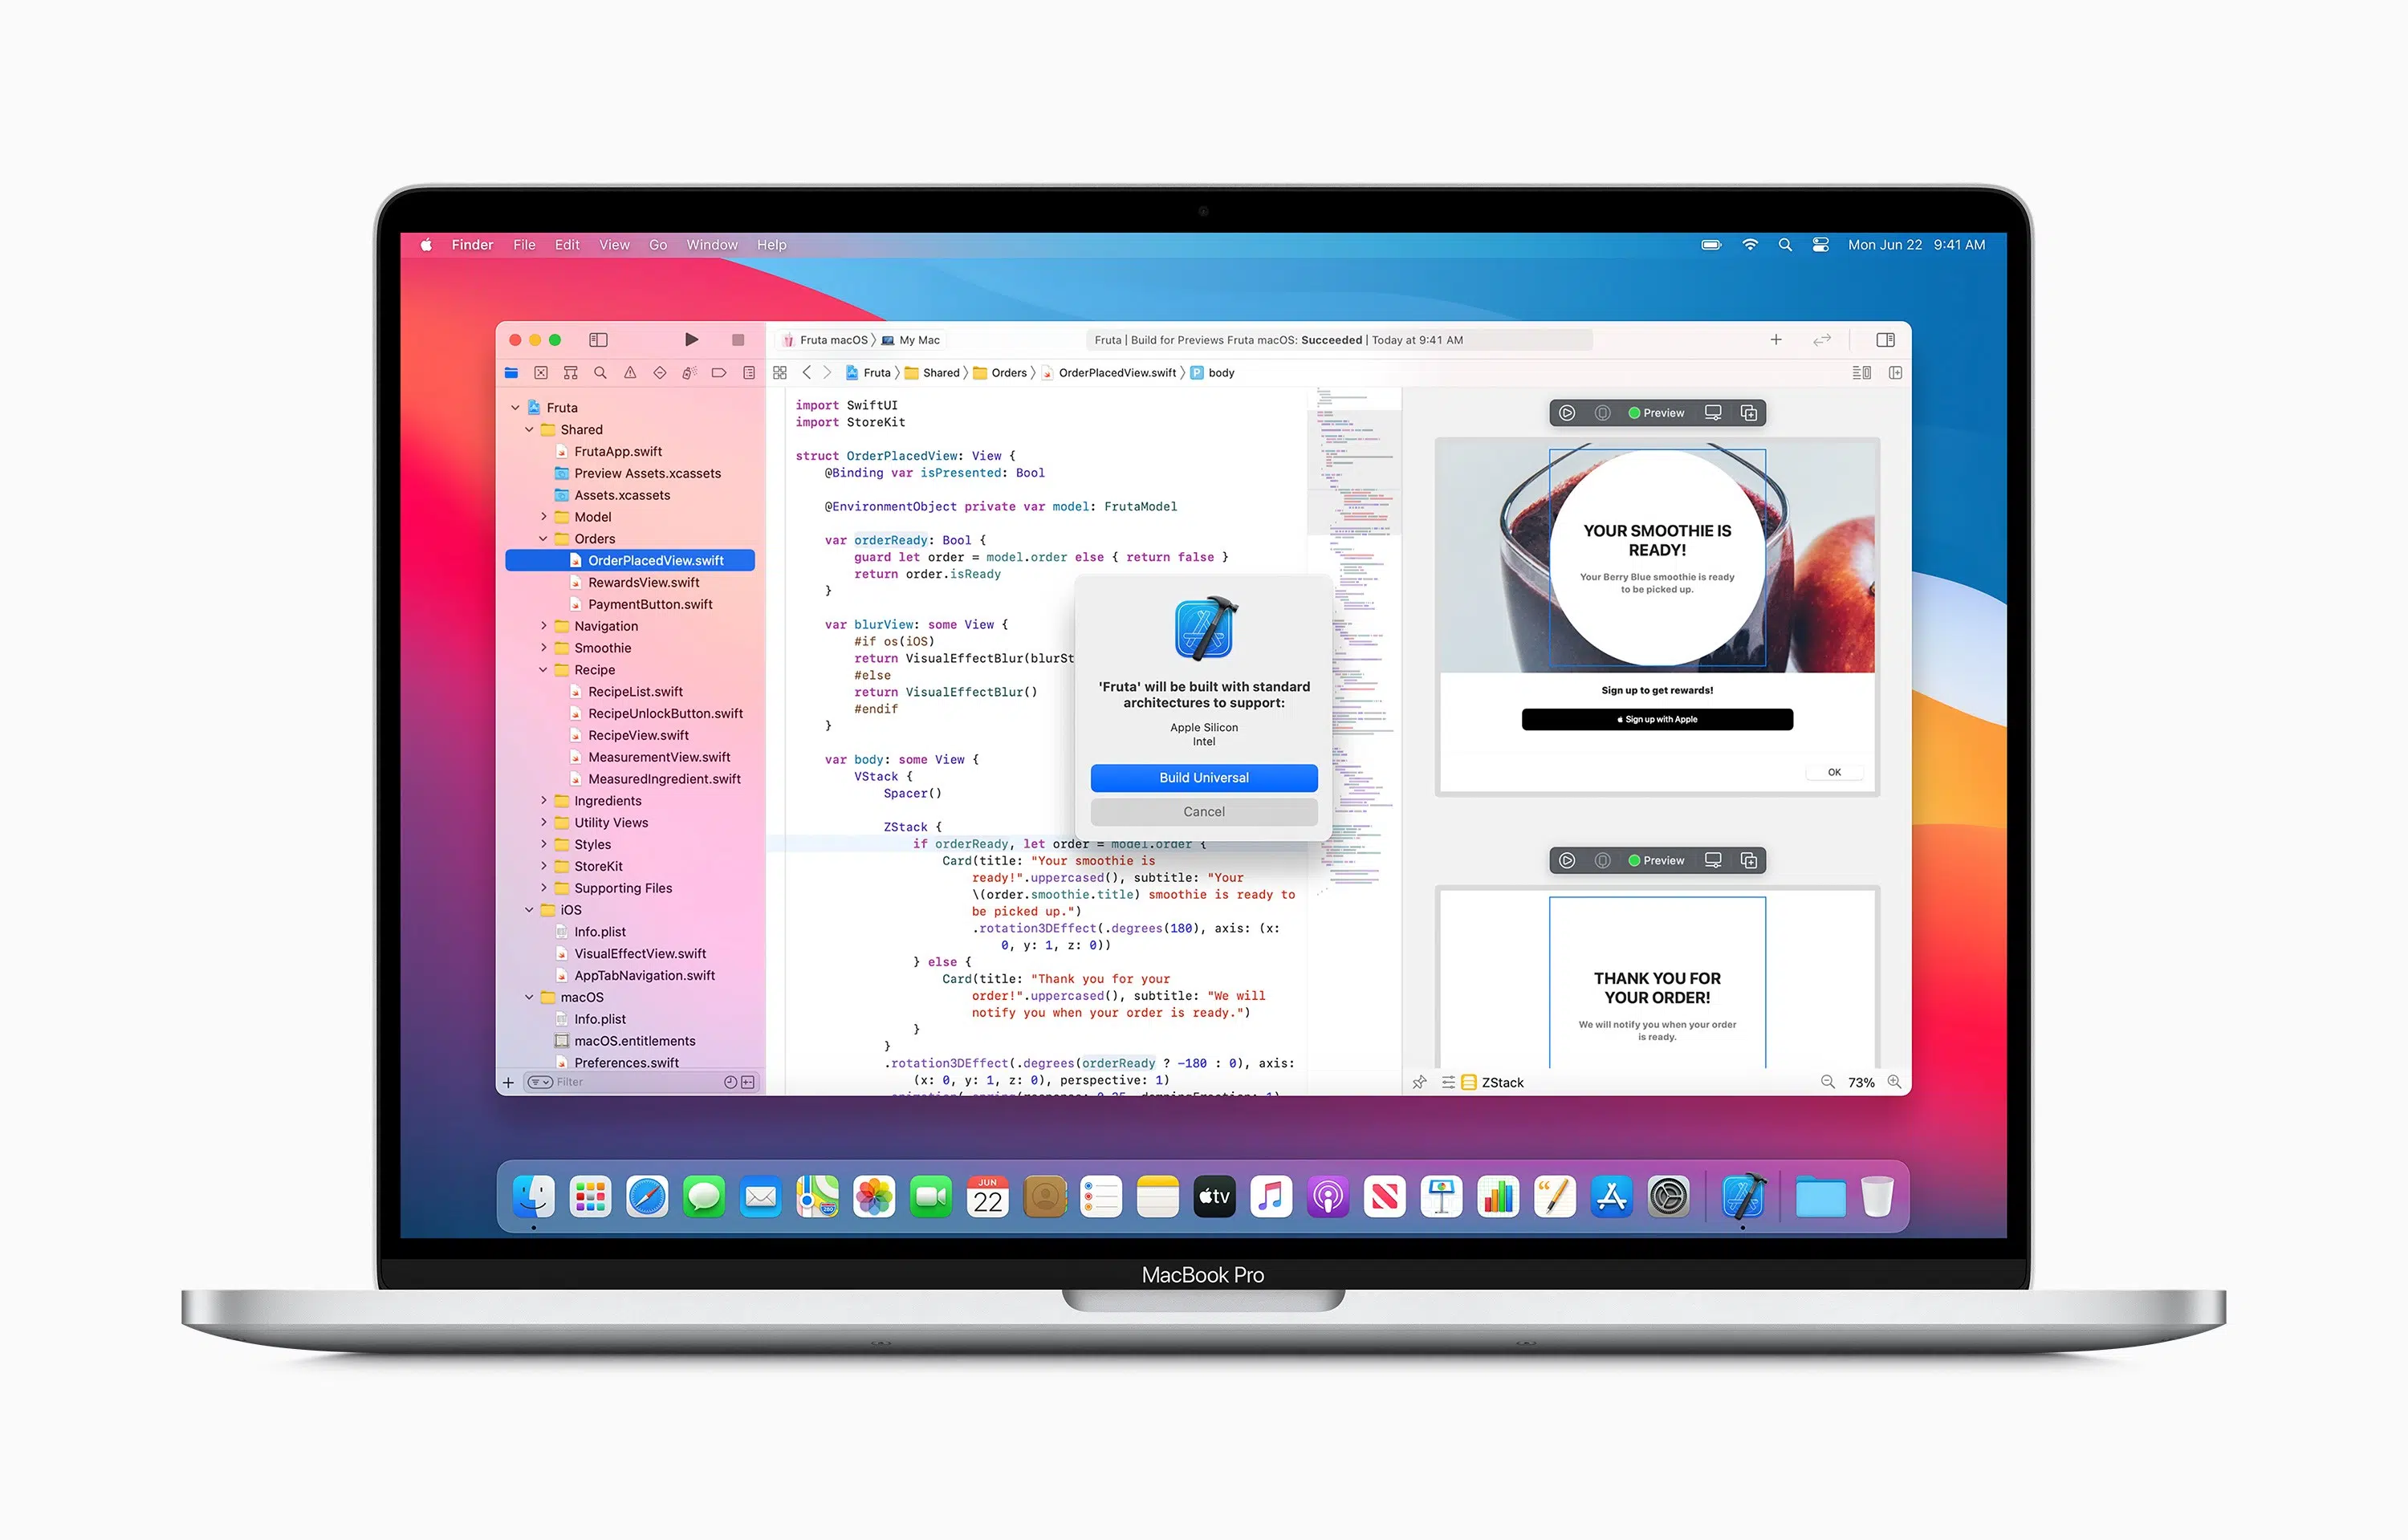 Finder File Edit View Go Window Help
Mon Jun 22 9:41 AM
Fruta macOS My Mac
Fruta | Build for Previews Fruta macOS: Succeeded | Today at 9:41 AM
Fruta Shared Orders OrderPlacedView.swift P body
Fruta
Shared
FrutaApp.swift
Preview Assets.xcassets
Assets.xcassets
Model
Orders
OrderPlacedView.swift
RewardsView.swift
PaymentButton.swift
Navigation
Smoothie
Recipe
RecipeList.swift
RecipeUnlockButton.swift
RecipeView.swift
MeasurementView.swift
MeasuredIngredient.swift
Ingredients
Utility Views
Styles
StoreKit
Supporting Files
iOS
Info.plist
VisualEffectView.swift
AppTabNavigation.swift
macOS
Info.plist
macOS.entitlements
Preferences.swift
Filter
import SwiftUI
import StoreKit
struct OrderPlacedView: View {
@Binding var isPresented: Bool
@EnvironmentObject private var model: FrutaModel
var orderReady: Bool {
guard let order = model.order else { return false }
return order.isReady
}
var blurView: some View {
#if os(iOS)
return VisualEffectBlur(blurSt
#else
return VisualEffectBlur()
#endif
}
var body: some View {
VStack {
Spacer()
ZStack {
if orderReady, let order = model.order {
Card(title: "Your smoothie is
ready!".uppercased(), subtitle: "Your
\(order.smoothie.title) smoothie is ready to
be picked up.")
.rotation3DEffect(.degrees(180), axis: (x:
0, y: 1, z: 0))
} else {
Card(title: "Thank you for your
order!".uppercased(), subtitle: "We will
notify you when your order is ready.")
}
}
.rotation3DEffect(.degrees(orderReady ? -180 : 0), axis:
(x: 0, y: 1, z: 0), perspective: 1)
'Fruta' will be built with standard
architectures to support:
Apple Silicon
Intel
Build Universal
Cancel
Preview
YOUR SMOOTHIE IS
READY!
Your Berry Blue smoothie is ready
to be picked up.
Sign up to get rewards!
Sign up with Apple
OK
Preview
THANK YOU FOR
YOUR ORDER!
We will notify you when your order
is ready.
ZStack
73%
JUN
22
tv
MacBook Pro